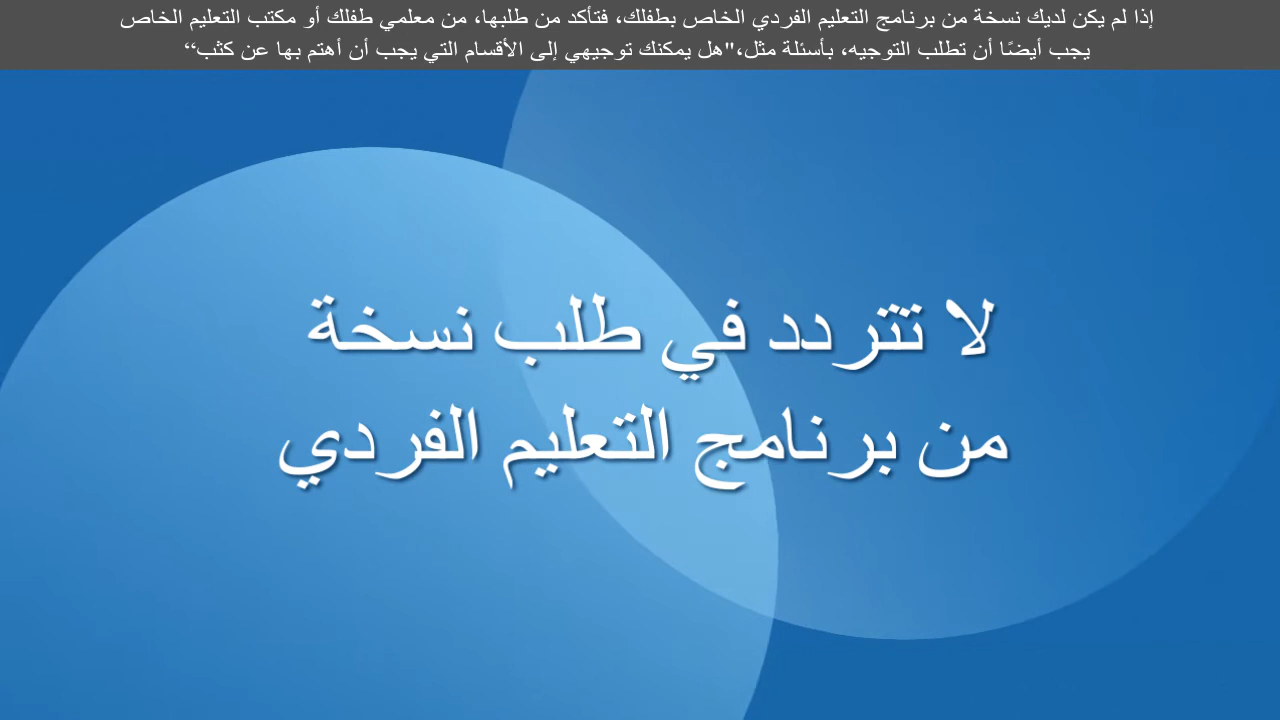 إذا لم يكن لديك نسخة من برنامج التعليم الفردي الخاص بطفلك، فتأكد من طلبها، من معلمي طفلك أو مكتب التعليم الخاص
يجب أيضًا أن تطلب التوجيه، بأسئلة مثل،"هل يمكنك توجيهي إلى الأقسام التي يجب أن أهتم بها عن كثب“
لا تتردد في طلب نسخة
من برنامج التعليم الفردي